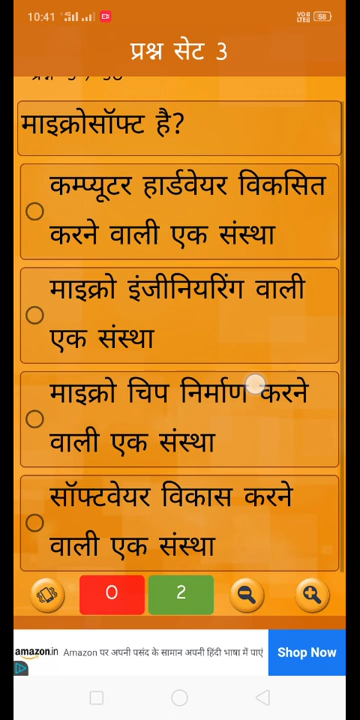 10:41
58
प्रश्न सेट 3
माइक्रोसॉफ्ट है?
कम्प्यूटर हार्डवेयर विकसित
करने वाली एक संस्था
माइक्रो इंजीनियरिंग वाली
एक संस्था
माइक्रो चिप निर्माण करने
वाली एक संस्था
सॉफ्टवेयर विकास करने
वाली एक संस्था
0 2
amazon.in Amazon पर अपनी पसंद के सामान अपनी हिंदी भाषा में पाएं Shop Now